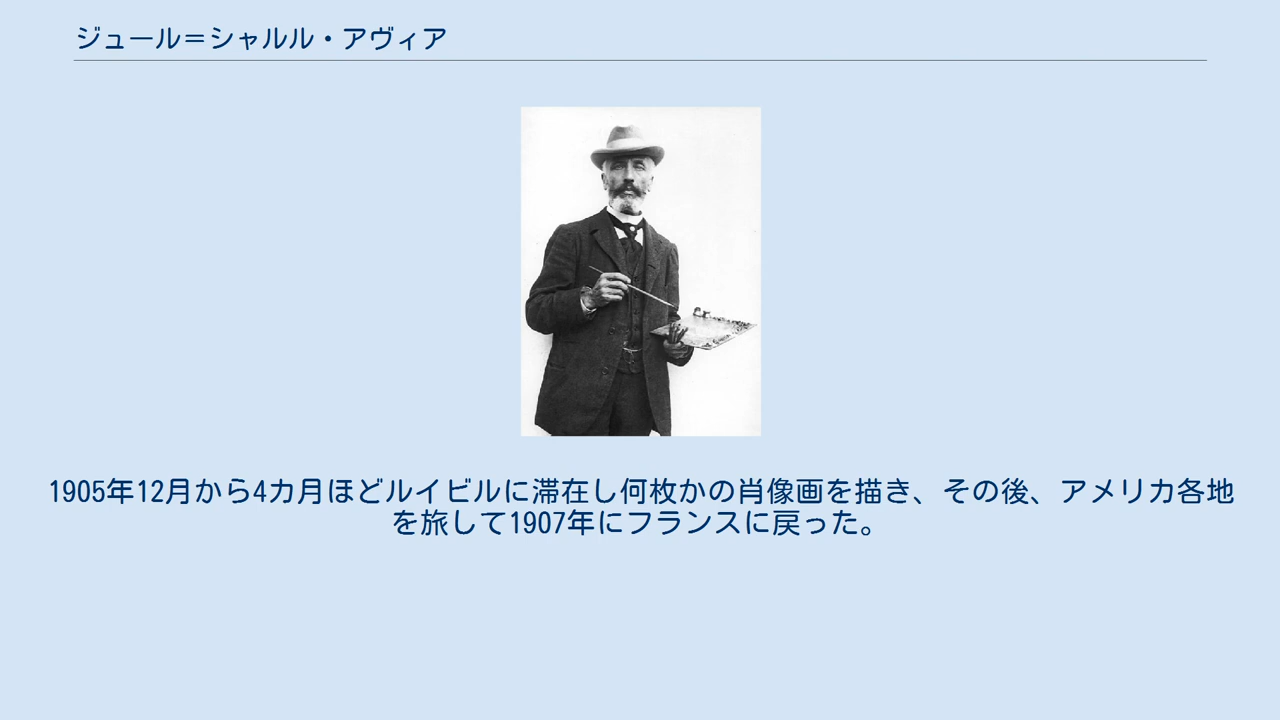 ジュール＝シャルル・アヴィア
1905年12月から4カ月ほどルイビルに滞在し何枚かの肖像画を描き、その後、アメリカ各地
を旅して1907年にフランスに戻った。